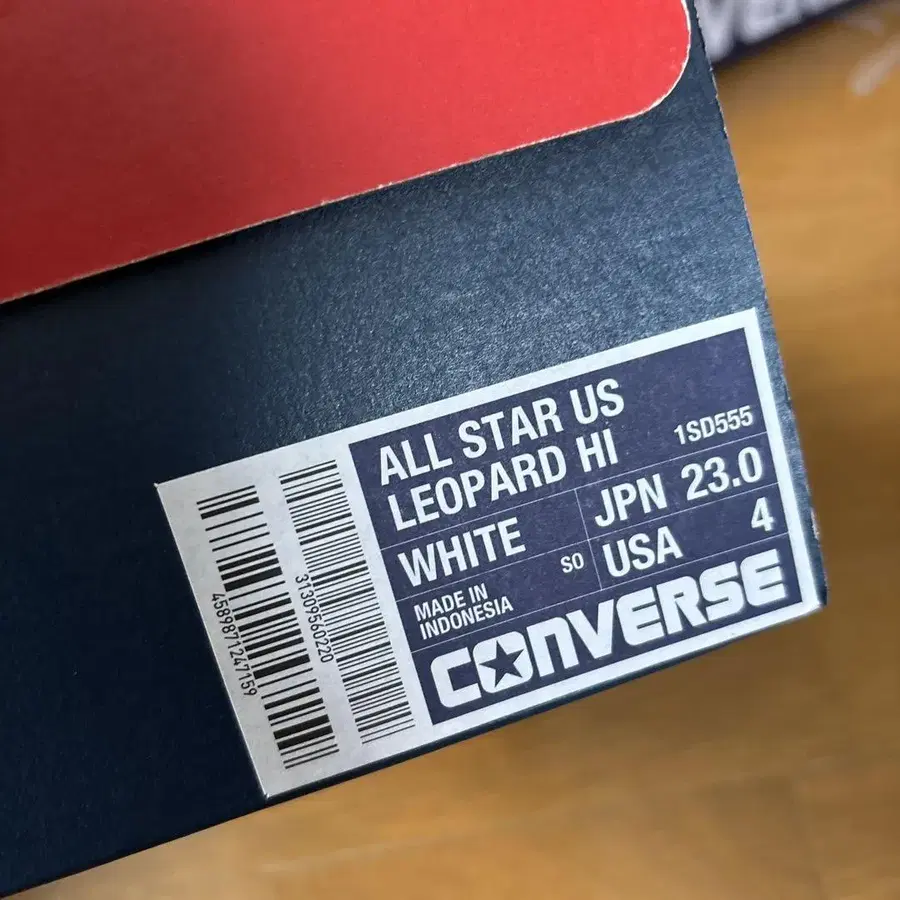 ALL STAR US
LEOPARD HI 1SD555
WHITE SO
JPN 23.0
USA 4
MADE IN
INDONESIA
CONVERSE
4589871247159
31309560220